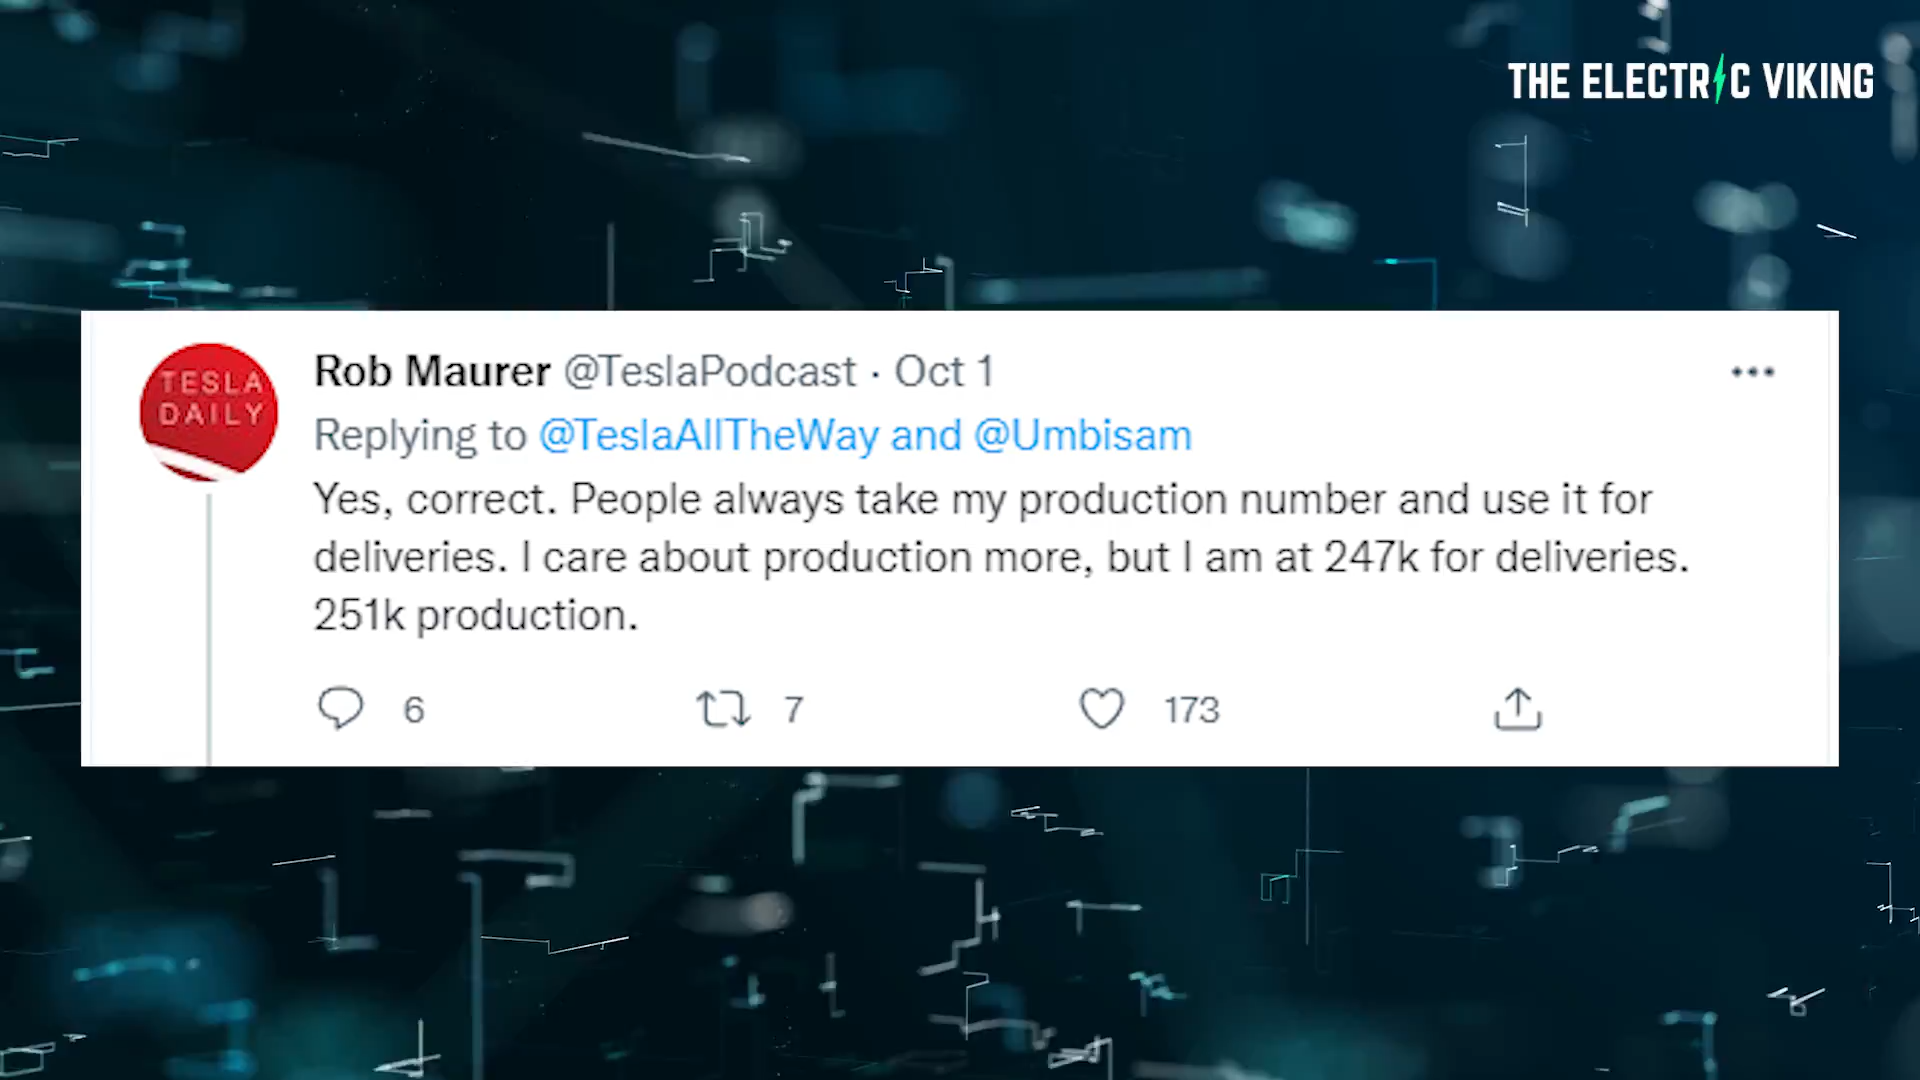 THE ELECTRIC VIKING
TESLA
DAILY
Rob Maurer @TeslaPodcast · Oct 1
Replying to @TeslaAllTheWay and @Umbisam
Yes, correct. People always take my production number and use it for
deliveries. I care about production more, but I am at 247k for deliveries.
251k production.
6 7 173